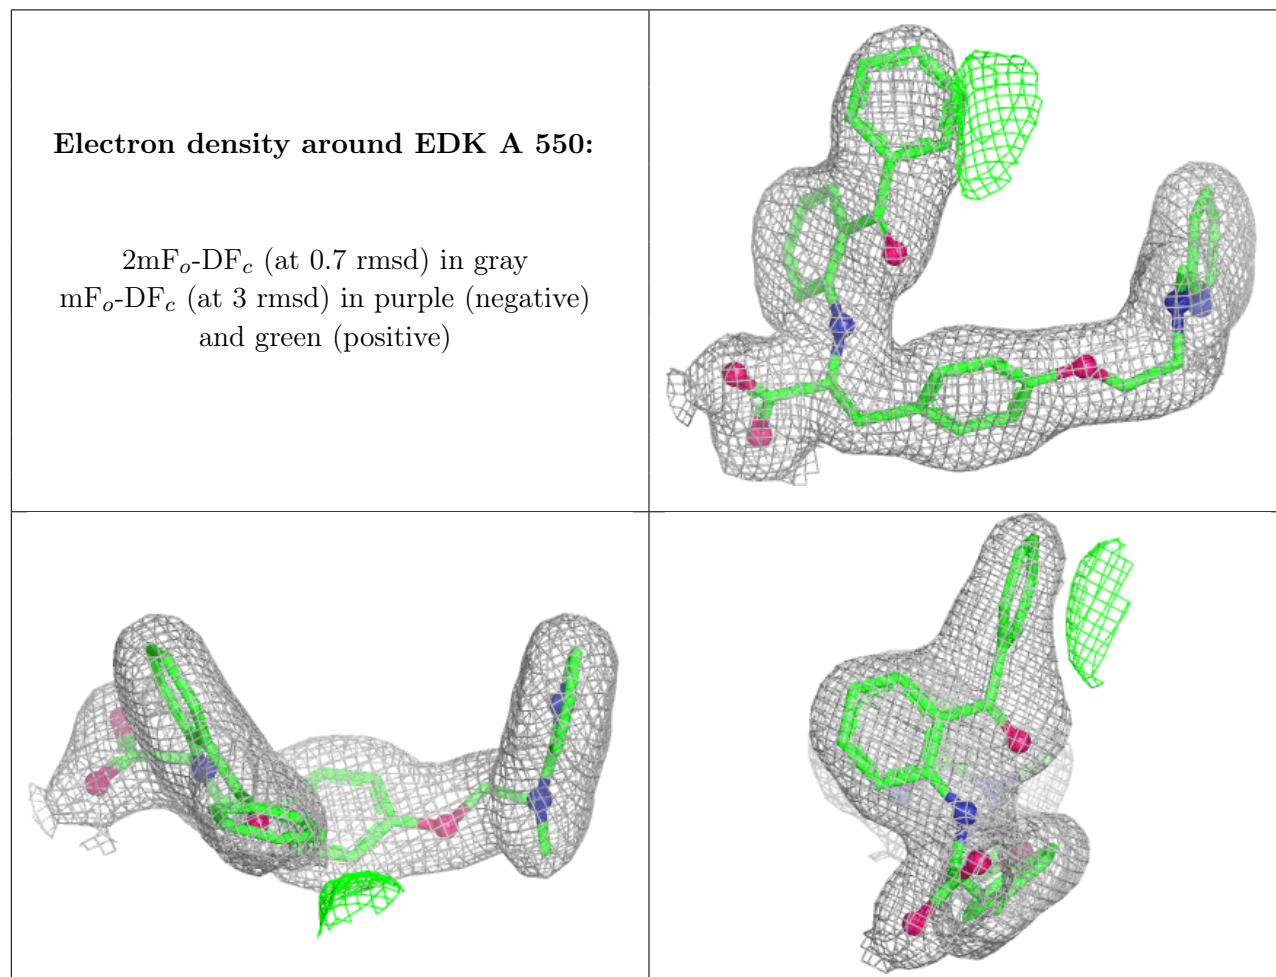 Electron density around EDK A 550:
2mFo-DFc (at 0.7 rmsd) in gray
mFo-DFc (at 3 rmsd) in purple (negative)
and green (positive)